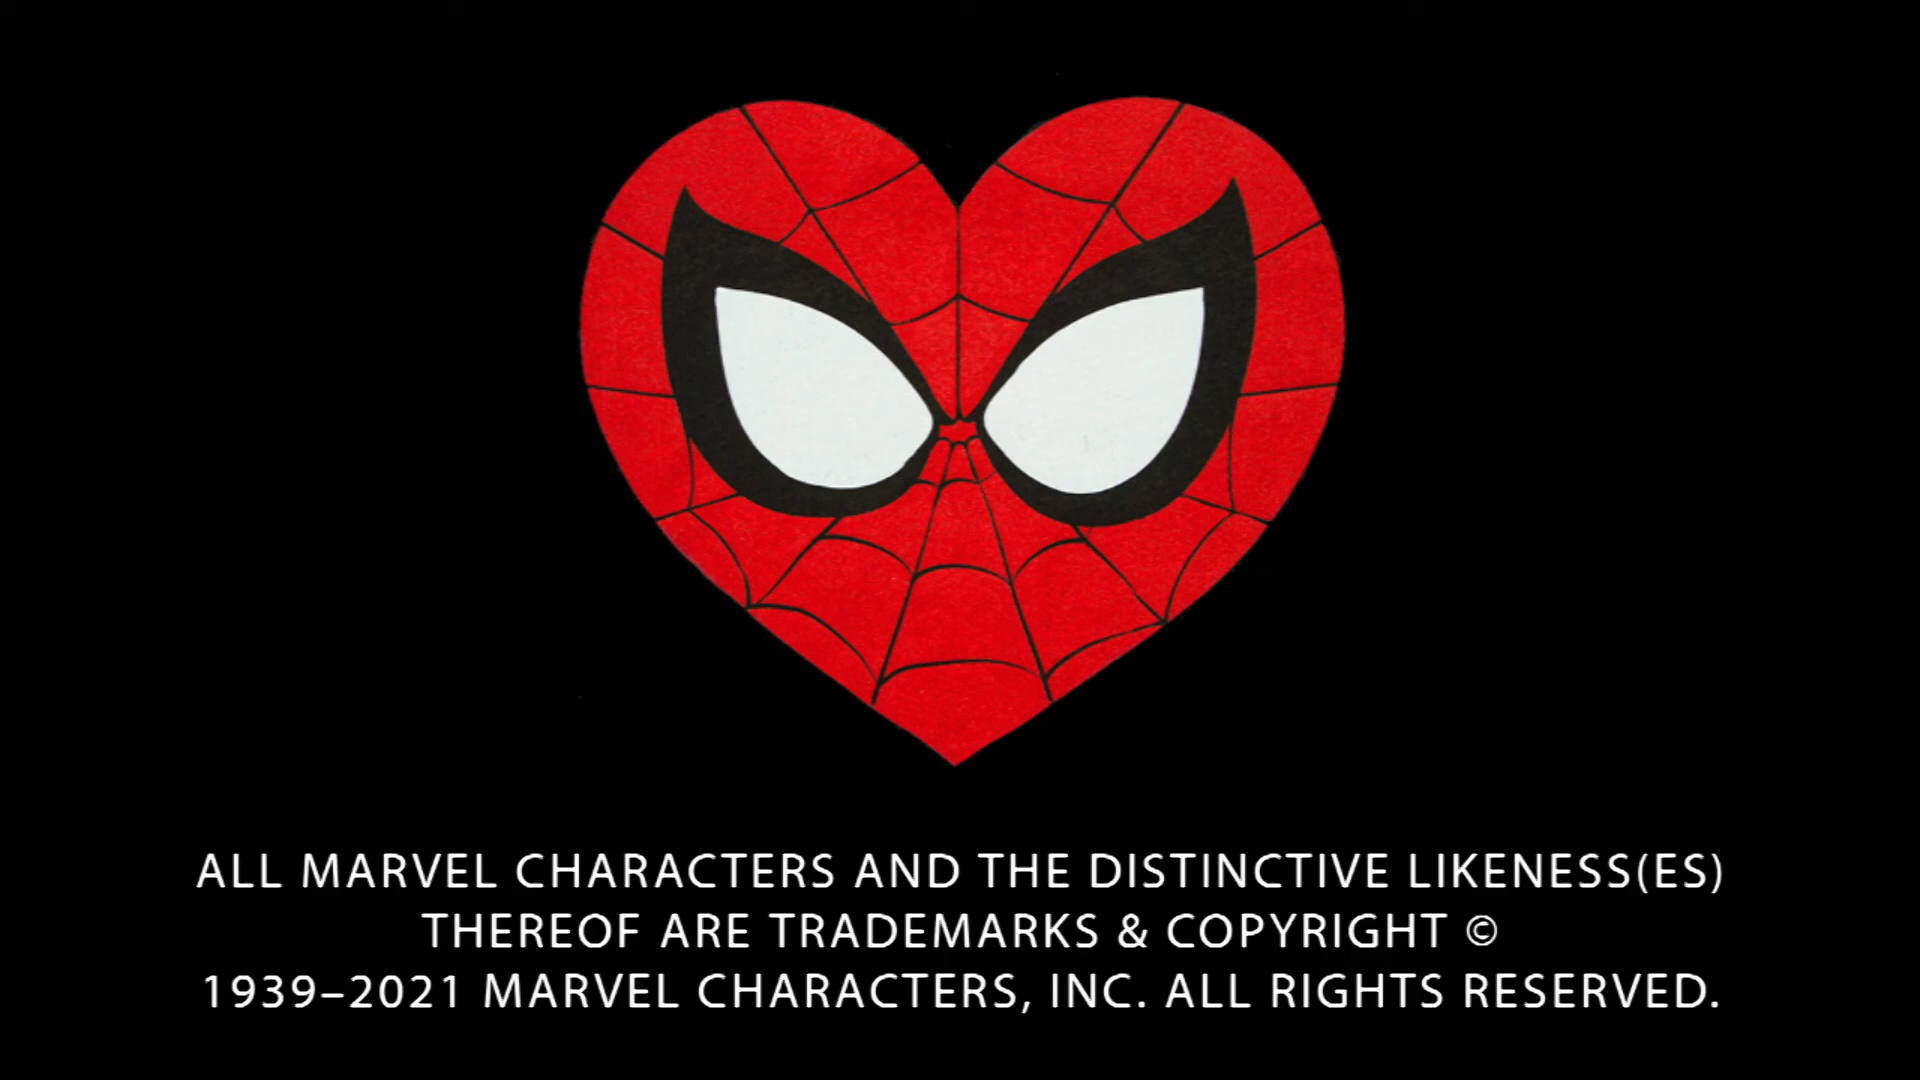 ALL MARVEL CHARACTERS AND THE DISTINCTIVE LIKENESS(ES)
THEREOF ARE TRADEMARKS & COPYRIGHT ©
1939–2021 MARVEL CHARACTERS, INC. ALL RIGHTS RESERVED.